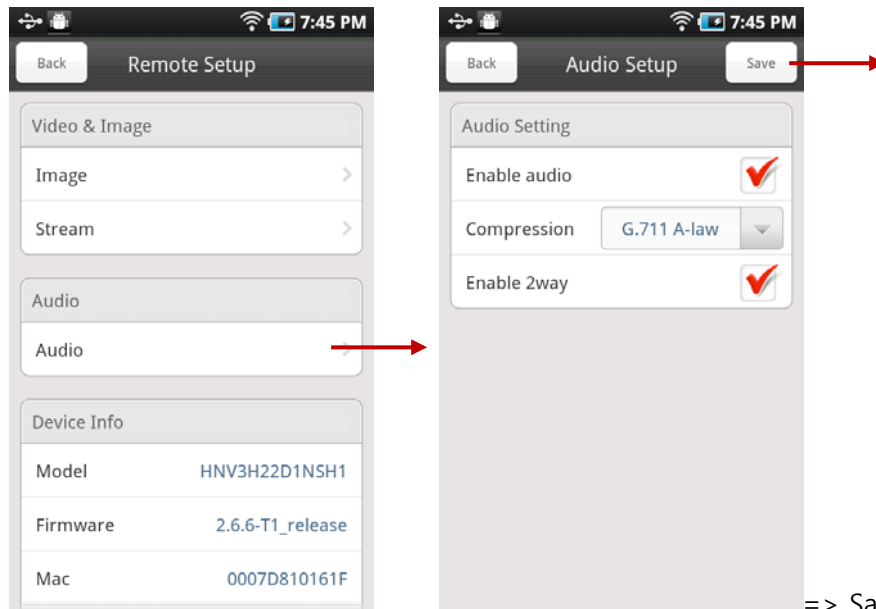 7:45 PM
Back Remote Setup
Video & Image
Image
Stream
Audio
Audio
Device Info
Model HNV3H22D1NSH1
Firmware 2.6.6-T1_release
Mac 0007D810161F
7:45 PM
Back Audio Setup Save
Audio Setting
Enable audio
Compression G.711 A-law
Enable 2way
=> Sa